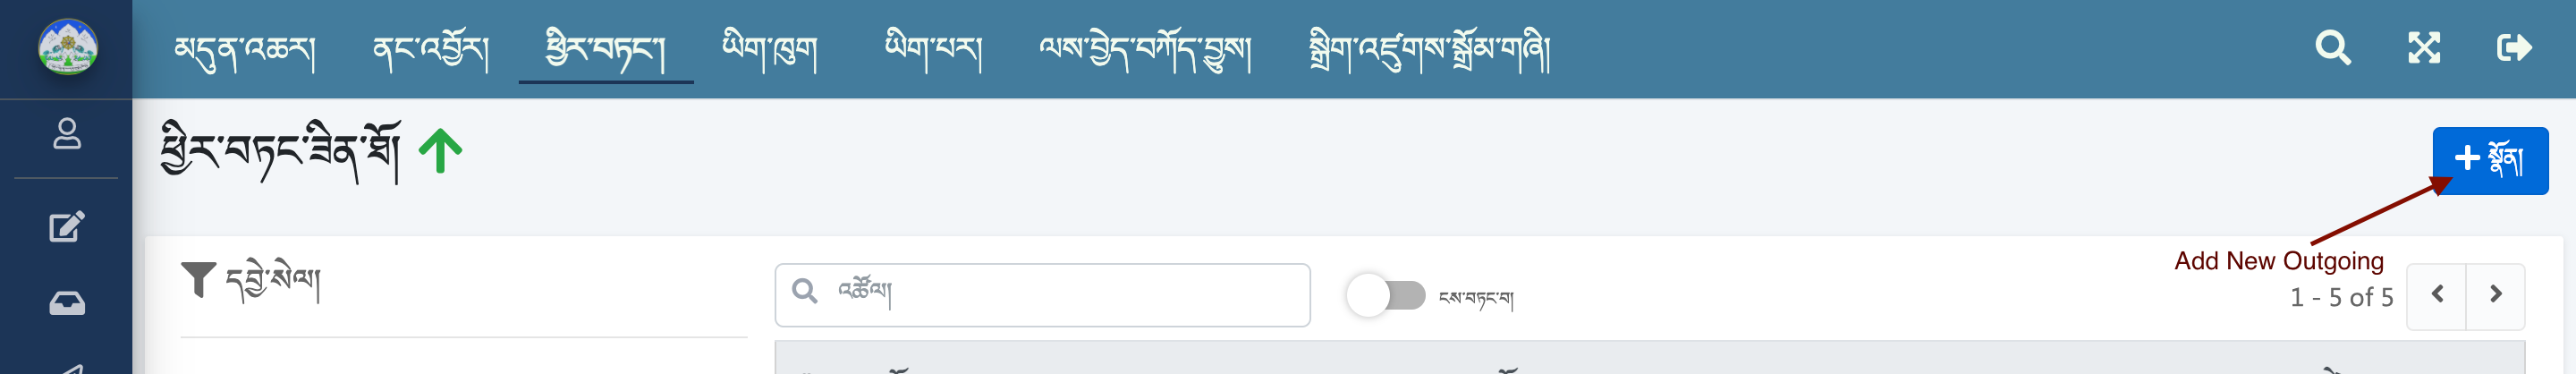 མདུན་འཆར། ནང་འབྱོར། ཕྱིར་བཏང་། ཡིག་ཁུག ཡིག་པར། ལས་བྱེད་བཀོད་བྱུས། སྒྲིག་འཛུགས་སྒྲོམ་གཞི།
ཕྱིར་བཏང་ཟིན་ཐོ།
སྣོན།
Add New Outgoing
དབྱེ་སེལ།
འཚོལ།
ངས་བཏང་བ།
1 - 5 of 5